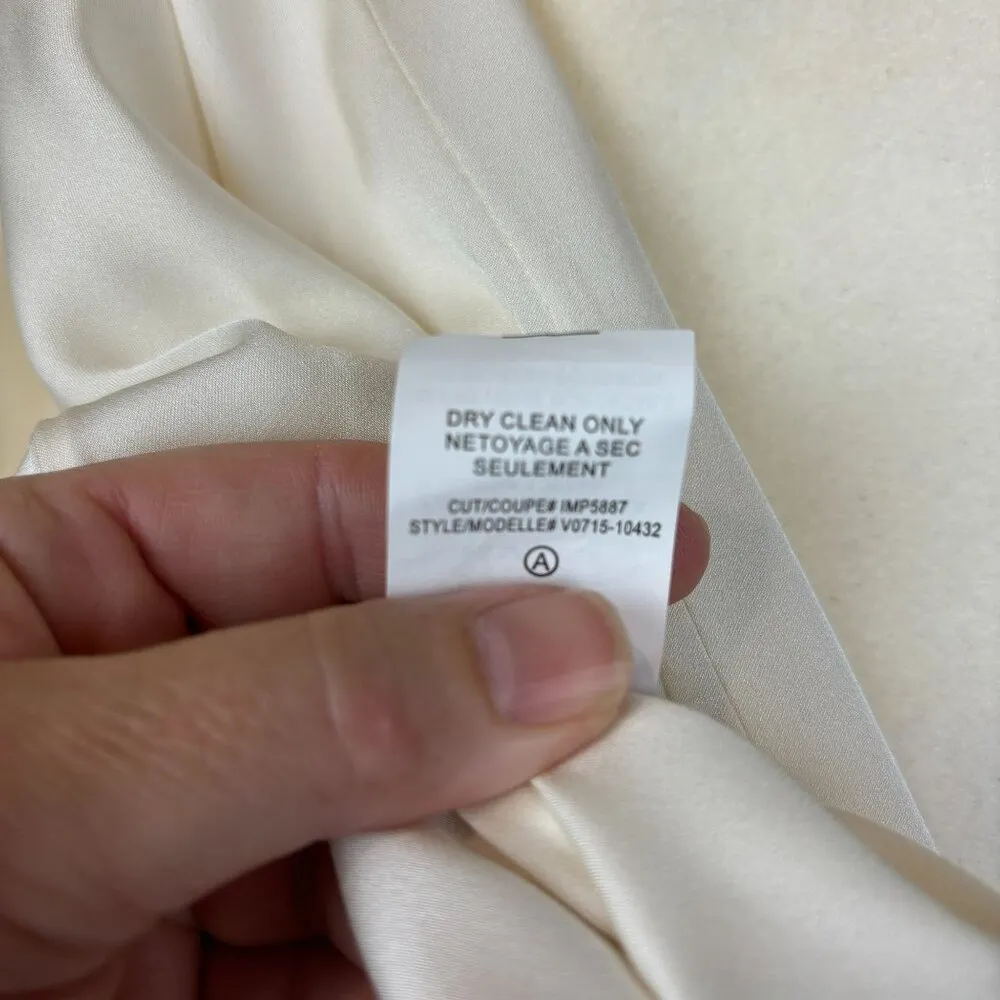 DRY CLEAN ONLY
NETOYAGE A SEC
SEULEMENT
CUT/COUPE# IMP5887
STYLE/MODELLE# V0715-10432
A